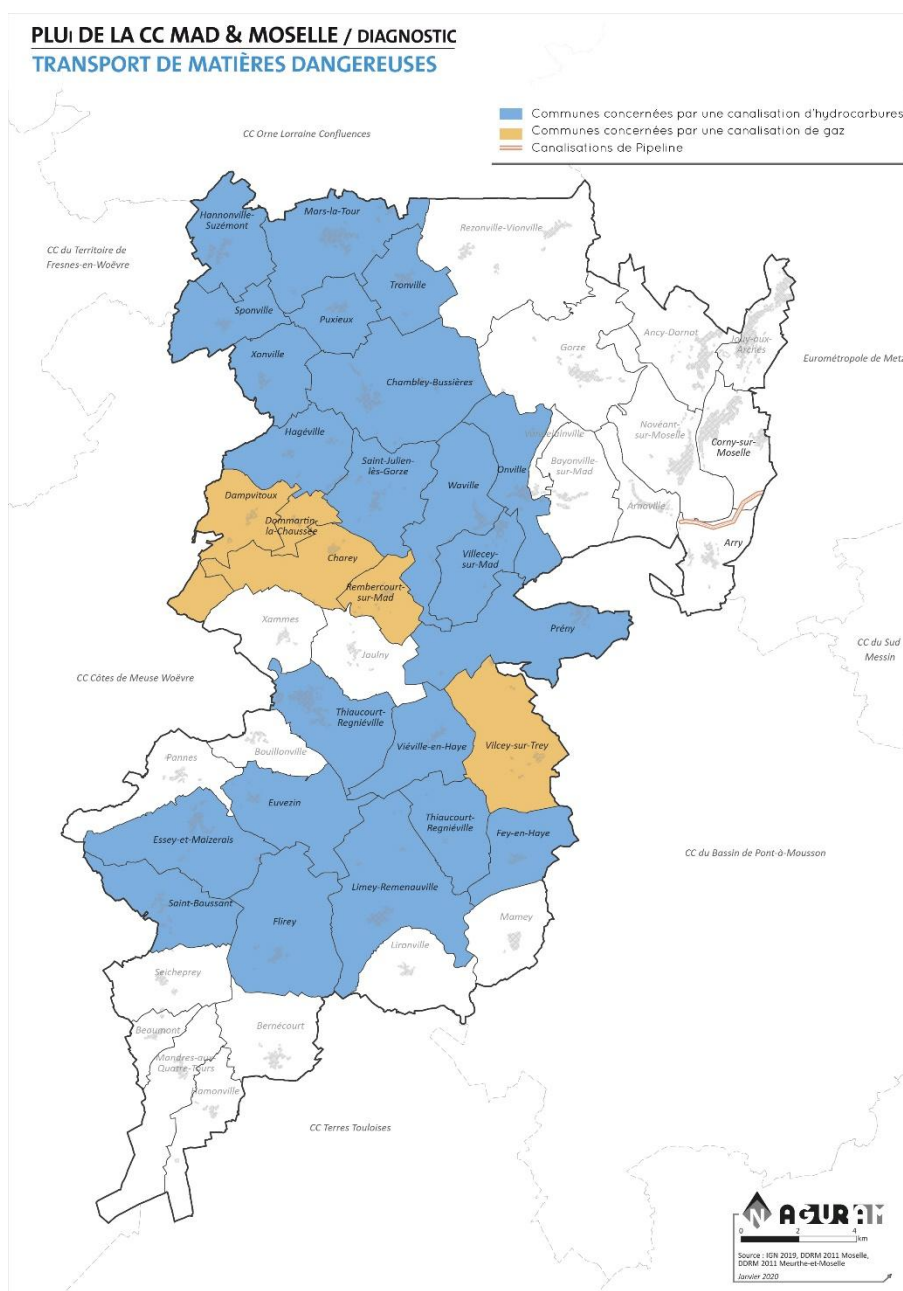 PLUi DE LA CC MAD & MOSELLE / DIAGNOSTIC
TRANSPORT DE MATIÈRES DANGEREUSES
Communes concernées par une canalisation d'hydrocarbures
Communes concernées par une canalisation de gaz
Canalisations de Pipeline
CC Orne Lorraine Confluences
Hannonville-
Suzémont
Mars-la-Tour
Rezonville-Vionville
CC du Territoire de
Fresnes-en-Woëvre
Tronville
Sponville
Puxieux
Ancy-Dornot
Jouy-aux-
Arches
Gorze
Xonville
Eurométropole de Metz
Chambley-Bussières
Novéant-
sur-Moselle
Corny-sur-
Moselle
Hagéville
Vandelainville
Saint-Julien-
lès-Gorze
Bayonville-
sur-Mad
Onville
Waville
Dampvitoux
Arnaville
Dommartin-
la-Chaussée
Arry
Charey
Villecey-
sur-Mad
Rembercourt-
sur-Mad
Xammes
Prény
Jaulny
CC du Sud
Messin
CC Côtes de Meuse Woëvre
Thiaucourt-
Regniéville
Viéville-en-Haye
Vilcey-sur-Trey
Bouillonville
Pannes
Euvezin
Thiaucourt-
Regniéville
Fey-en-Haye
Essey-et-Maizerais
CC du Bassin de Pont-à-Mousson
Limey-Remenauville
Saint-Baussant
Flirey
Mamey
Lironville
Seicheprey
Bernécourt
Beaumont
Mandres-aux-
Quatre-Tours
Hamonville
CC Terres Touloises
N AGURAM
0 2 4
km
Source : IGN 2019, DDRM 2011 Moselle,
DDRM 2011 Meurthe-et-Moselle
Janvier 2020